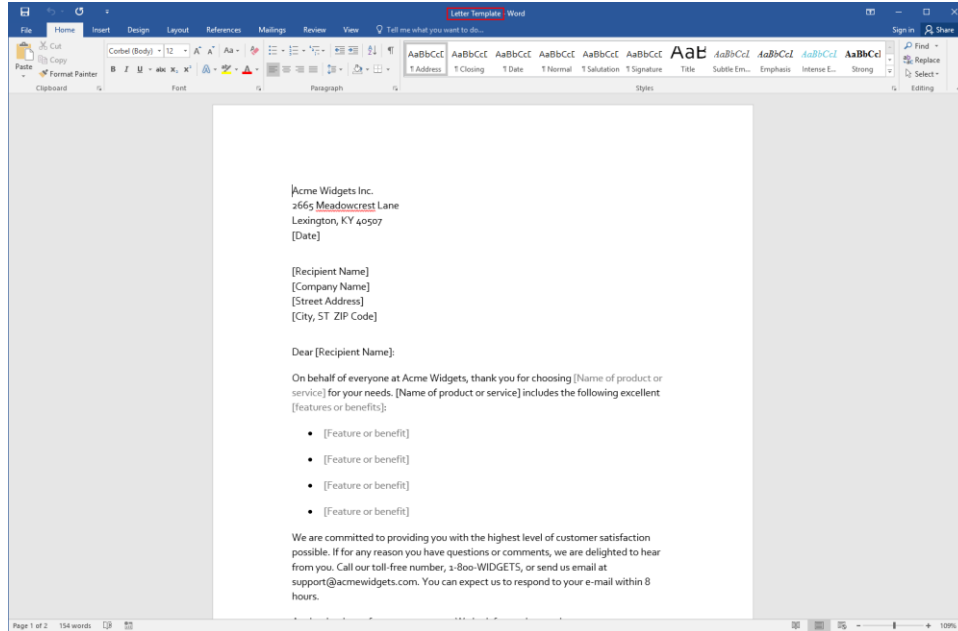 Letter Template - Word
File Home Insert Design Layout References Mailings Review View Tell me what you want to do... Sign in Share
Cut
Copy
Format Painter
Paste
Clipboard
Corbel (Body) 12
Font
Paragraph
AaBbCcD AaBbCcD AaBbCcD AaBbCcD AaBbCcD AaBbCcD AaB AaBbCcL AaBbCcL AaBbCcL AaBbCcl
¶ Address ¶ Closing ¶ Date ¶ Normal ¶ Salutation ¶ Signature Title Subtle Em... Emphasis Intense E... Strong
Styles
Find
Replace
Select
Editing
Acme Widgets Inc.
2665 Meadowcrest Lane
Lexington, KY 40507
[Date]
[Recipient Name]
[Company Name]
[Street Address]
[City, ST ZIP Code]
Dear [Recipient Name]:
On behalf of everyone at Acme Widgets, thank you for choosing [Name of product or
service] for your needs. [Name of product or service] includes the following excellent
[features or benefits]:
• [Feature or benefit]
• [Feature or benefit]
• [Feature or benefit]
• [Feature or benefit]
We are committed to providing you with the highest level of customer satisfaction
possible. If for any reason you have questions or comments, we are delighted to hear
from you. Call our toll-free number, 1-800-WIDGETS, or send us email at
support@acmewidgets.com. You can expect us to respond to your e-mail within 8
hours.
Page 1 of 2 154 words 109%